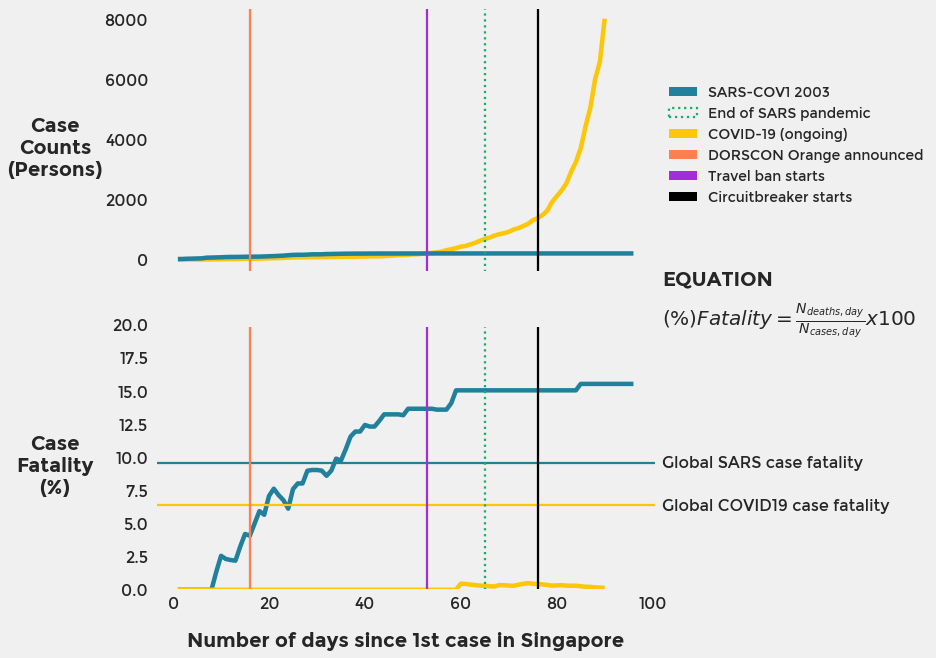 8000
6000
4000
2000
0
Case
Counts
(Persons)
SARS-COV1 2003
End of SARS pandemic
COVID-19 (ongoing)
DORSCON Orange announced
Travel ban starts
Circuitbreaker starts
EQUATION
(%)Fatality = N_deaths,day / N_cases,day x100
20.0
17.5
15.0
12.5
10.0
7.5
5.0
2.5
0.0
Case
Fatality
(%)
Global SARS case fatality
Global COVID19 case fatality
0 20 40 60 80 100
Number of days since 1st case in Singapore